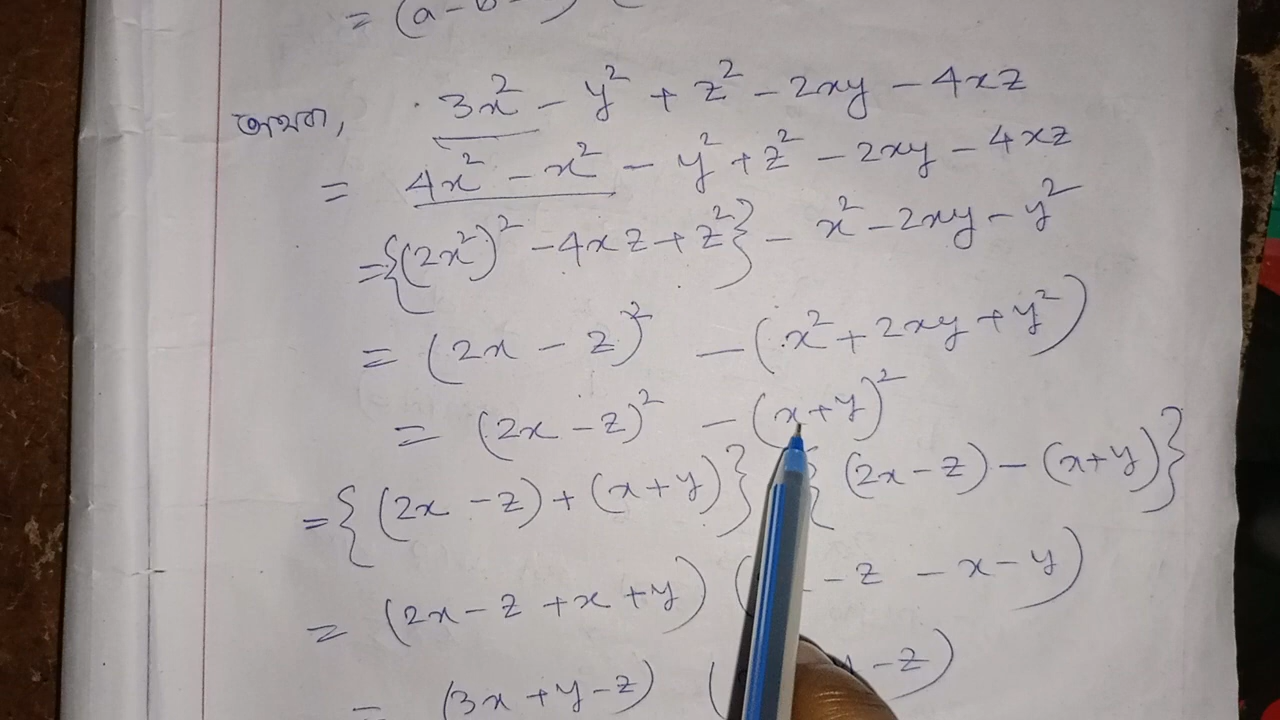 = (a-b-
অথবা, 3x² - y² + z² - 2xy - 4xz
= 4x² - x² - y² + z² - 2xy - 4xz
= {(2x²)² - 4xz + z²} - x² - 2xy - y²
= (2x - z)² - (x² + 2xy + y²)
= (2x - z)² - (x+y)²
= {(2x - z) + (x+y)} {(2x - z) - (x+y)}
= (2x - z + x + y) ( - z - x - y)
= (3x + y - z) ( - z)